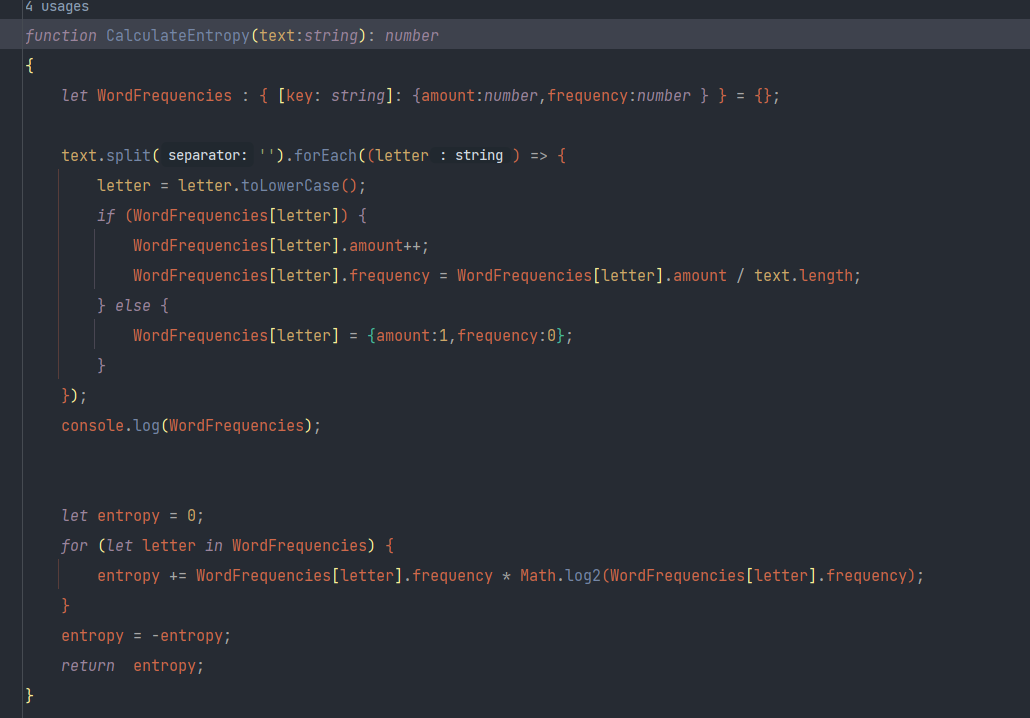 4 usages
function CalculateEntropy(text:string): number
{
    let WordFrequencies : { [key: string]: {amount:number,frequency:number } } = {};
    text.split( separator: '').forEach((letter : string ) => {
        letter = letter.toLowerCase();
        if (WordFrequencies[letter]) {
            WordFrequencies[letter].amount++;
            WordFrequencies[letter].frequency = WordFrequencies[letter].amount / text.length;
        } else {
            WordFrequencies[letter] = {amount:1,frequency:0};
        }
    });
    console.log(WordFrequencies);
    let entropy = 0;
    for (let letter in WordFrequencies) {
        entropy += WordFrequencies[letter].frequency * Math.log2(WordFrequencies[letter].frequency);
    }
    entropy = -entropy;
    return  entropy;
}